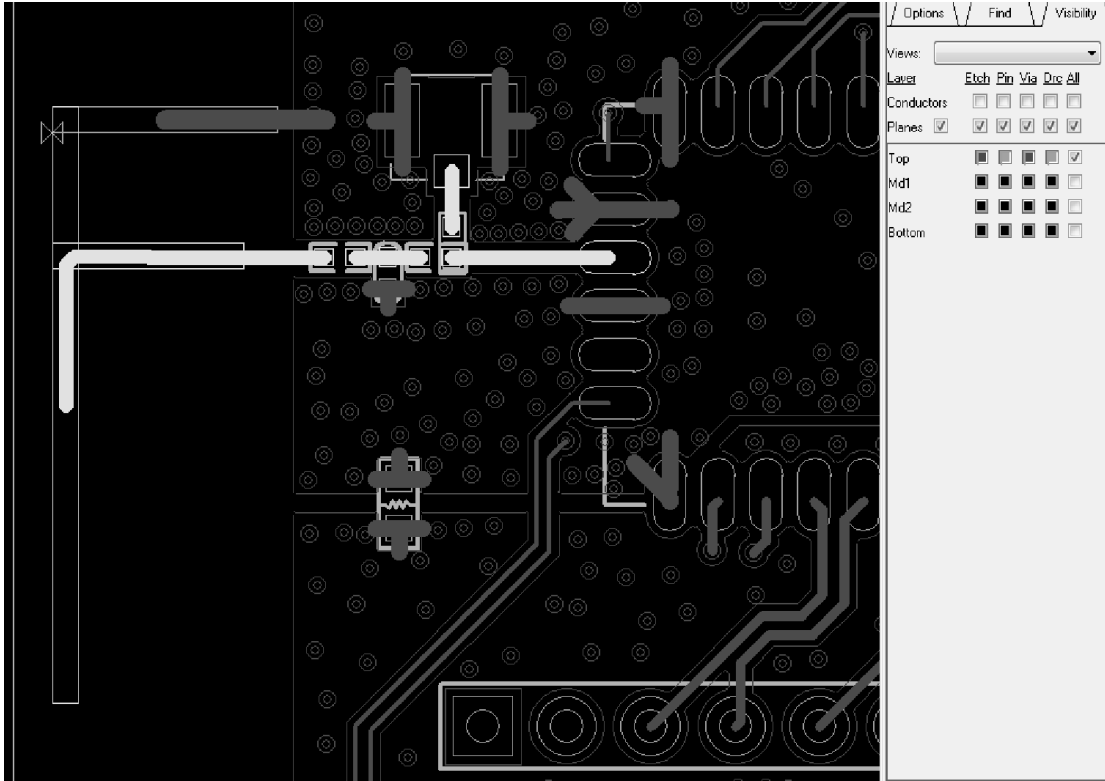 Options Find Visibility
Views:
Layer Etch Pin Via Drc All
Conductors
Planes
Top
Md1
Md2
Bottom